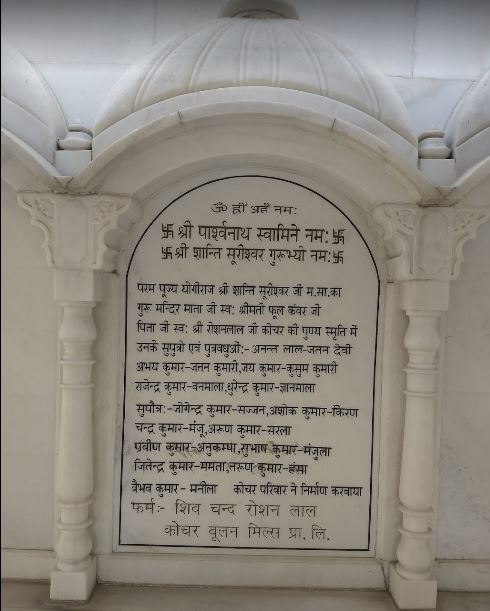 ॐ ह्रीं अर्हं नमः
卐 श्री पार्श्वनाथ स्वामिने नमः 卐
卐 श्री शान्ति सूरीश्वर गुरूभ्यो नमः 卐
परम पूज्य योगीराज श्री शान्ति सूरीश्वर जी म.सा.का
गुरू मन्दिर माता जी स्वः श्रीमती फूल कंवर जी
पिता जी स्वः श्री रोशनलाल जी कोचर की पुण्य स्मृति में
उनके सुपुत्रो एवं पुत्रवधुओं:- अनन्त लाल-जतन देवी
अभय कुमार-जतन कुमारी,जय कुमार-कुसुम कुमारी
राजेन्द्र कुमार-वनमाला,धुरेन्द्र कुमार-ज्ञानमाला
सुपौत्र:-जोगेन्द्र कुमार-सज्जन,अशोक कुमार-किरण
चन्द्र कुमार-मंजू,अरूण कुमार-सरला
प्रवीण कुमार-अनुकम्पा,सुभाष कुमार-मंजुला
जितेन्द्र कुमार-ममता,तरूण कुमार-हंसा
वैभव कुमार - मनीला कोचर परिवार ने निर्माण करवाया
फर्म:- शिव चन्द रोशन लाल
कोचर वूलन मिल्स प्रा. लि.